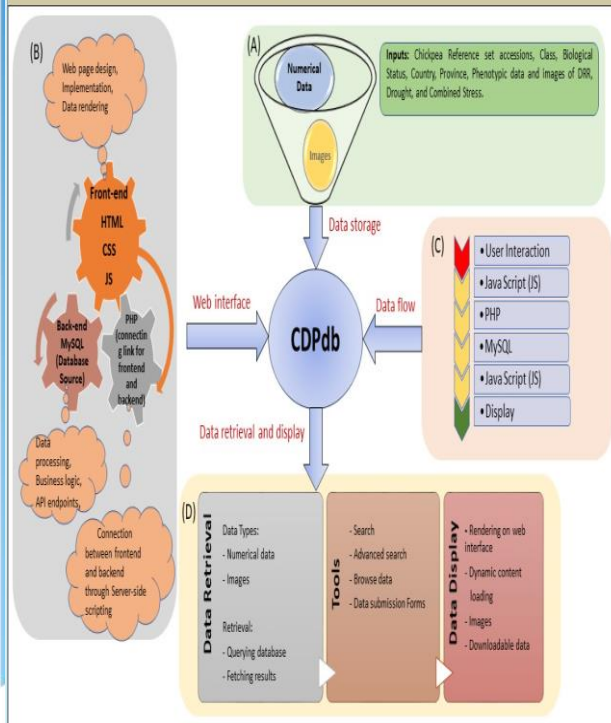 (B)
Web page design,
Implementation,
Data rendering
Front-end
HTML
CSS
JS
Back-end
MySQL
(Database
Source)
PHP
(connectin
g link for
frontend
and
backend)
Data
processing,
Business logic,
API endpoints,
Connection
between frontend
and backend
through Server-side
scripting
(A)
Numerical
Data
Images
Inputs: Chickpea Reference set accessions, Class, Biological
Status, Country, Province, Phenotypic data and images of DRR,
Drought, and Combined Stress.
Data storage
Web interface
CDPdb
Data flow
(C)
•User Interaction
•Java Script (JS)
•PHP
•MySQL
•Java Script (JS)
•Display
Data retrieval and display
(D)
Data Retrieval
Data Types:
- Numerical data
- Images
Retrieval:
- Querying database
- Fetching results
Tools
- Search
- Advanced search
- Browse data
- Data submission Forms
Data Display
- Rendering on web
interface
- Dynamic content
loading
- Images
- Downloadable data